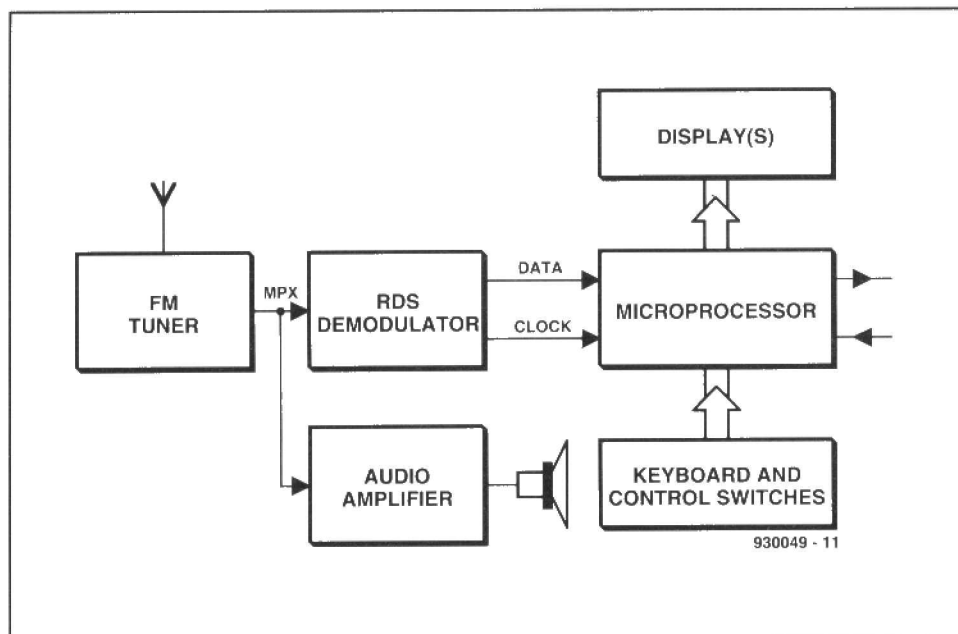 DISPLAY(S)
FM
TUNER
MPX
RDS
DEMODULATOR
DATA
CLOCK
MICROPROCESSOR
AUDIO
AMPLIFIER
KEYBOARD AND
CONTROL SWITCHES
930049 - 11